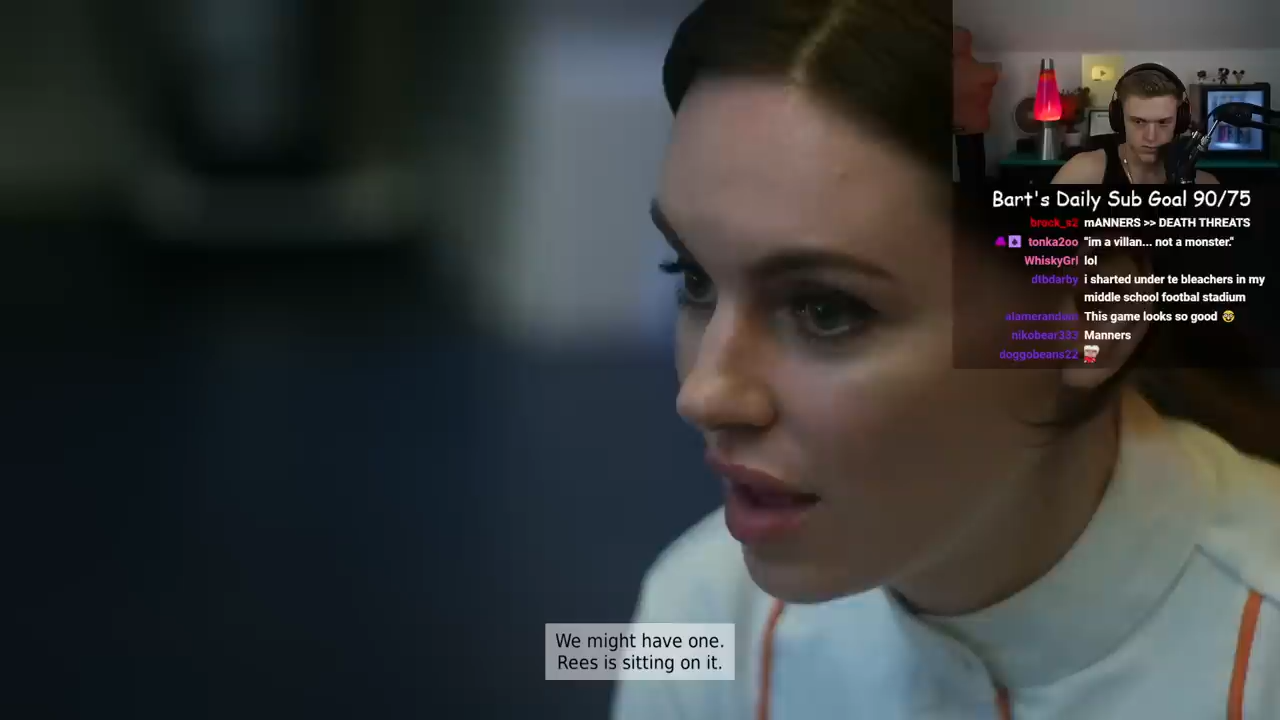 Bart's Daily Sub Goal 90/75
brock_s2 mANNERS >> DEATH THREATS
tonka2oo "im a villan... not a monster."
WhiskyGrl lol
dtbdarby i sharted under te bleachers in my
middle school footbal stadium
alamerandom This game looks so good 🤓
nikobear333 Manners
doggobeans22
We might have one.
Rees is sitting on it.